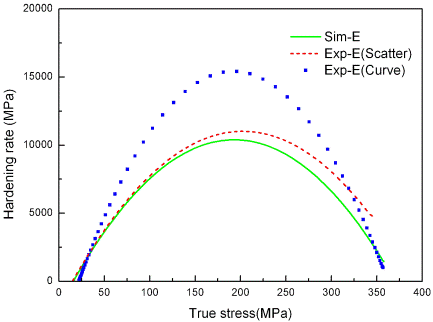 20000
15000
10000
5000
0
Hardening rate (MPa)
Sim-E
Exp-E(Scatter)
Exp-E(Curve)
0 50 100 150 200 250 300 350 400
True stress(MPa)